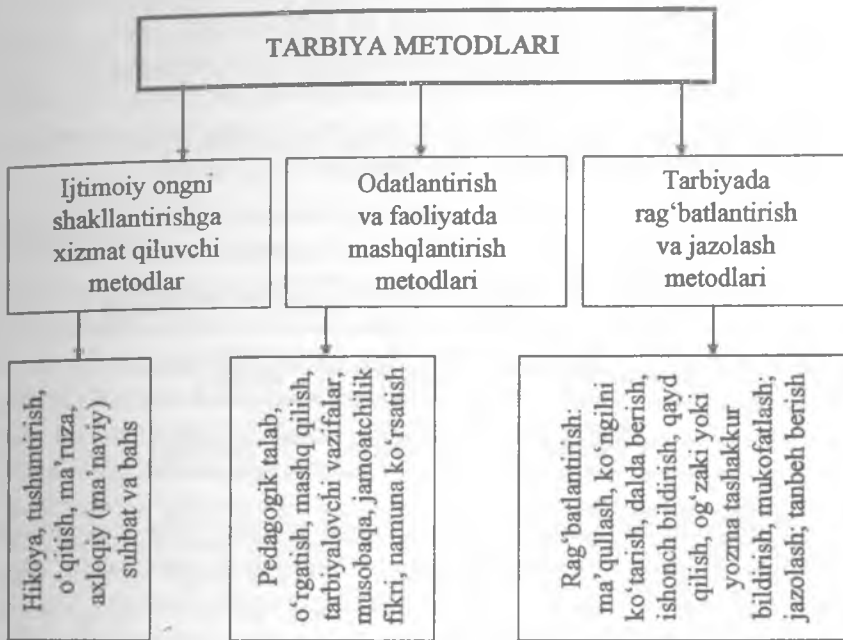 TARBIYA METODLARI
Ijtimoiy ongni
shakllantirishga
xizmat qiluvchi
metodlar
Odatlantirish
va faoliyatda
mashqlantirish
metodlari
Tarbiyada
rag‘batlantirish
va jazolash
metodlari
Hikoya, tushuntirish,
o‘qitish, ma’ruza,
axloqiy (ma’naviy)
suhbat va bahs
Pedagogik talab,
o‘rgatish, mashq qilish,
tarbiyalovchi vazifalar,
musobaqa, jamoatchilik
fikri, namuna ko‘rsatish
Rag‘batlantirish:
ma’qullash, ko‘ngilni
ko‘tarish, dalda berish,
ishonch bildirish, qayd
qilish, og‘zaki yoki
yozma tashakkur
bildirish, mukofatlash;
jazolash; tanbeh berish